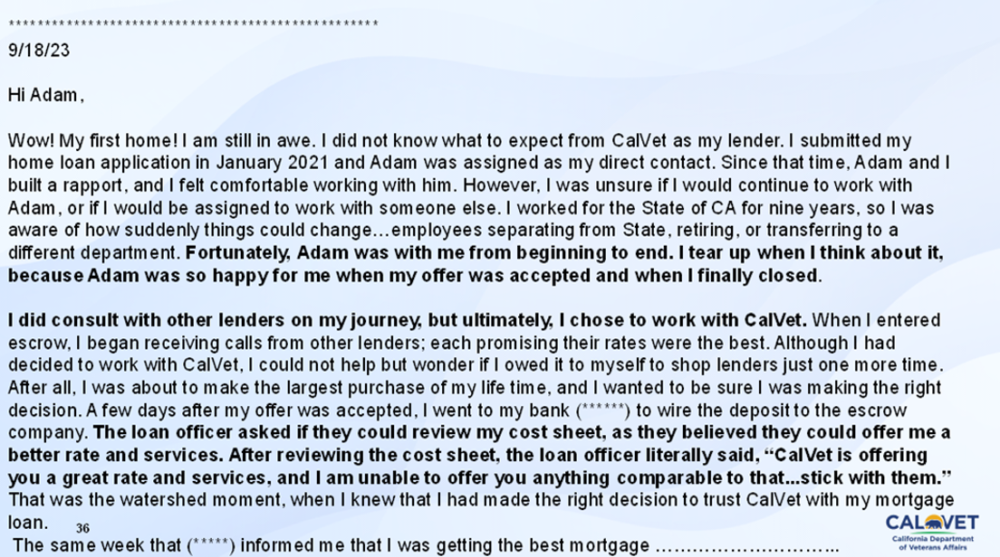 **************************************************
9/18/23
Hi Adam,
Wow! My first home! I am still in awe. I did not know what to expect from CalVet as my lender. I submitted my
home loan application in January 2021 and Adam was assigned as my direct contact. Since that time, Adam and I
built a rapport, and I felt comfortable working with him. However, I was unsure if I would continue to work with
Adam, or if I would be assigned to work with someone else. I worked for the State of CA for nine years, so I was
aware of how suddenly things could change…employees separating from State, retiring, or transferring to a
different department. Fortunately, Adam was with me from beginning to end. I tear up when I think about it,
because Adam was so happy for me when my offer was accepted and when I finally closed.
I did consult with other lenders on my journey, but ultimately, I chose to work with CalVet. When I entered
escrow, I began receiving calls from other lenders; each promising their rates were the best. Although I had
decided to work with CalVet, I could not help but wonder if I owed it to myself to shop lenders just one more time.
After all, I was about to make the largest purchase of my life time, and I wanted to be sure I was making the right
decision. A few days after my offer was accepted, I went to my bank (******) to wire the deposit to the escrow
company. The loan officer asked if they could review my cost sheet, as they believed they could offer me a
better rate and services. After reviewing the cost sheet, the loan officer literally said, “CalVet is offering
you a great rate and services, and I am unable to offer you anything comparable to that...stick with them.”
That was the watershed moment, when I knew that I had made the right decision to trust CalVet with my mortgage
loan.
36
The same week that (*****) informed me that I was getting the best mortgage ……………………………
CALVET
California Department
of Veterans Affairs